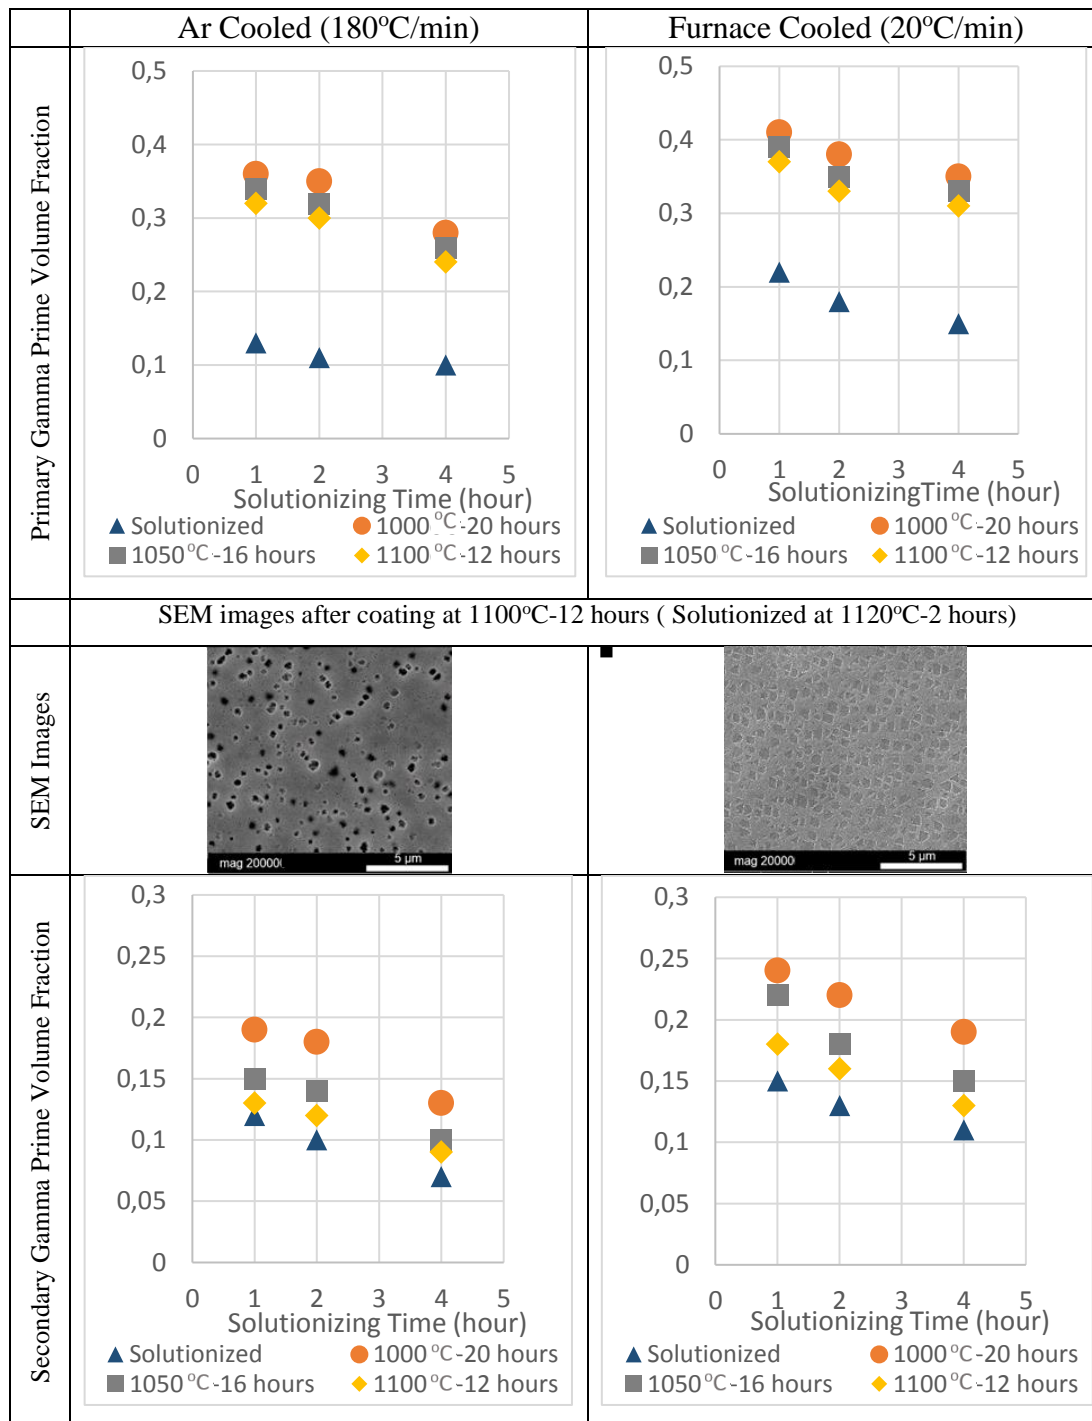 Ar Cooled (180°C/min)
Furnace Cooled (20°C/min)
Primary Gamma Prime Volume Fraction
0,5
0,4
0,3
0,2
0,1
0
0 1 2 3 4 5
Solutionizing Time (hour)
Solutionized
1000 °C-20 hours
1050 °C-16 hours
1100 °C-12 hours
0,5
0,4
0,3
0,2
0,1
0
0 1 2 3 4 5
SolutionizingTime (hour)
Solutionized
1000 °C-20 hours
1050 °C-16 hours
1100 °C-12 hours
SEM images after coating at 1100°C-12 hours ( Solutionized at 1120°C-2 hours)
SEM Images
mag 20000
5 µm
mag 20000
5 µm
Secondary Gamma Prime Volume Fraction
0,3
0,25
0,2
0,15
0,1
0,05
0
0 1 2 3 4 5
Solutionizing Time (hour)
Solutionized
1000 °C-20 hours
1050 °C-16 hours
1100 °C-12 hours
0,3
0,25
0,2
0,15
0,1
0,05
0
0 1 2 3 4 5
Solutionizing Time (hour)
Solutionized
1000 °C-20 hours
1050 °C-16 hours
1100 °C-12 hours